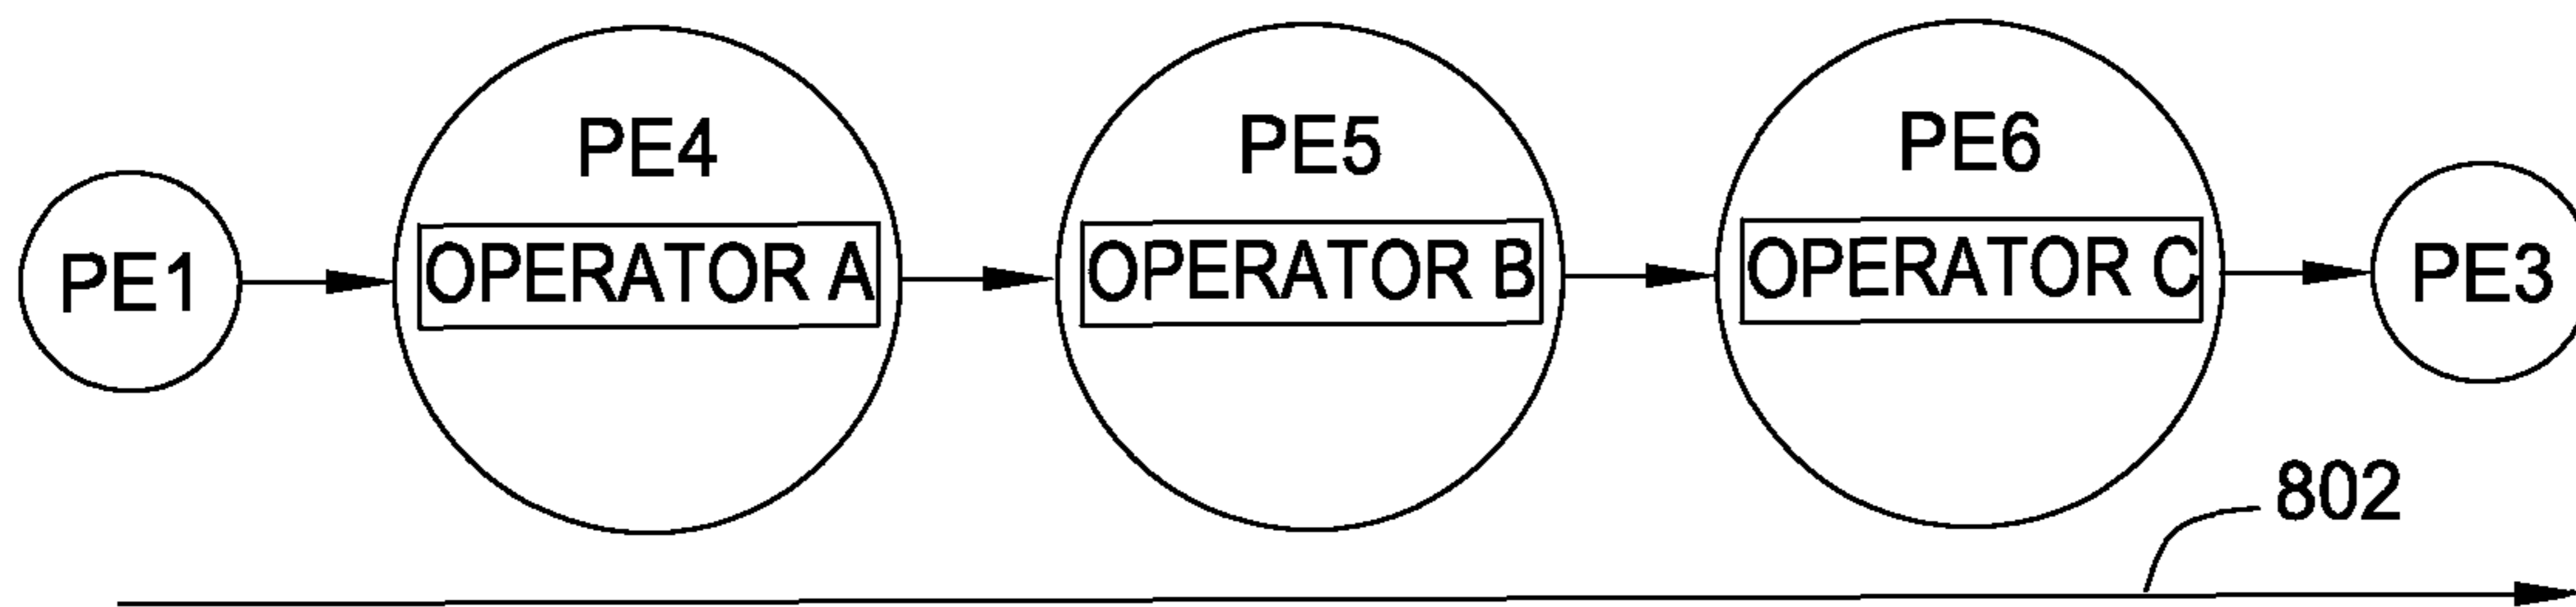 PE4
PE5
PE6
PE1
OPERATOR A
OPERATOR B
OPERATOR C
PE3
802